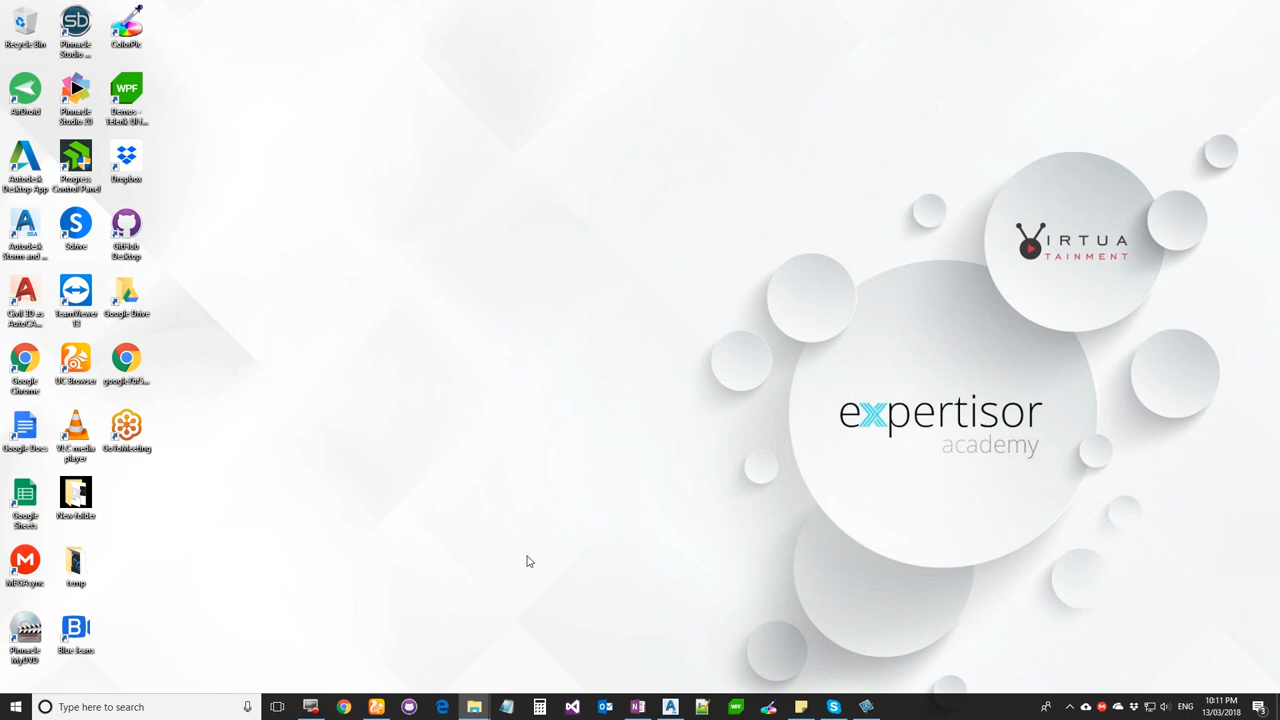 Recycle Bin
Pinnacle
Studio ...
ColorPic
AirDroid
Pinnacle
Studio 20
WPF
Demos -
Telerik UI f...
Autodesk
Desktop App
Progress
Control Panel
Dropbox
SSA
Autodesk
Storm and ...
Sdrive
GitHub
Desktop
Civil 3D as
AutoCA...
TeamViewer
13
Google Drive
Google
Chrome
UC Browser
Google
Docs
VLC media
player
GoToMeeting
Google
Sheets
New folder
MEGAsync
temp
Pinnacle
MyDVD
Blue Jeans
VIRTUA
TAINMENT
expertisor
academy
Type here to search
WPF
ENG
10:11 PM
13/03/2018